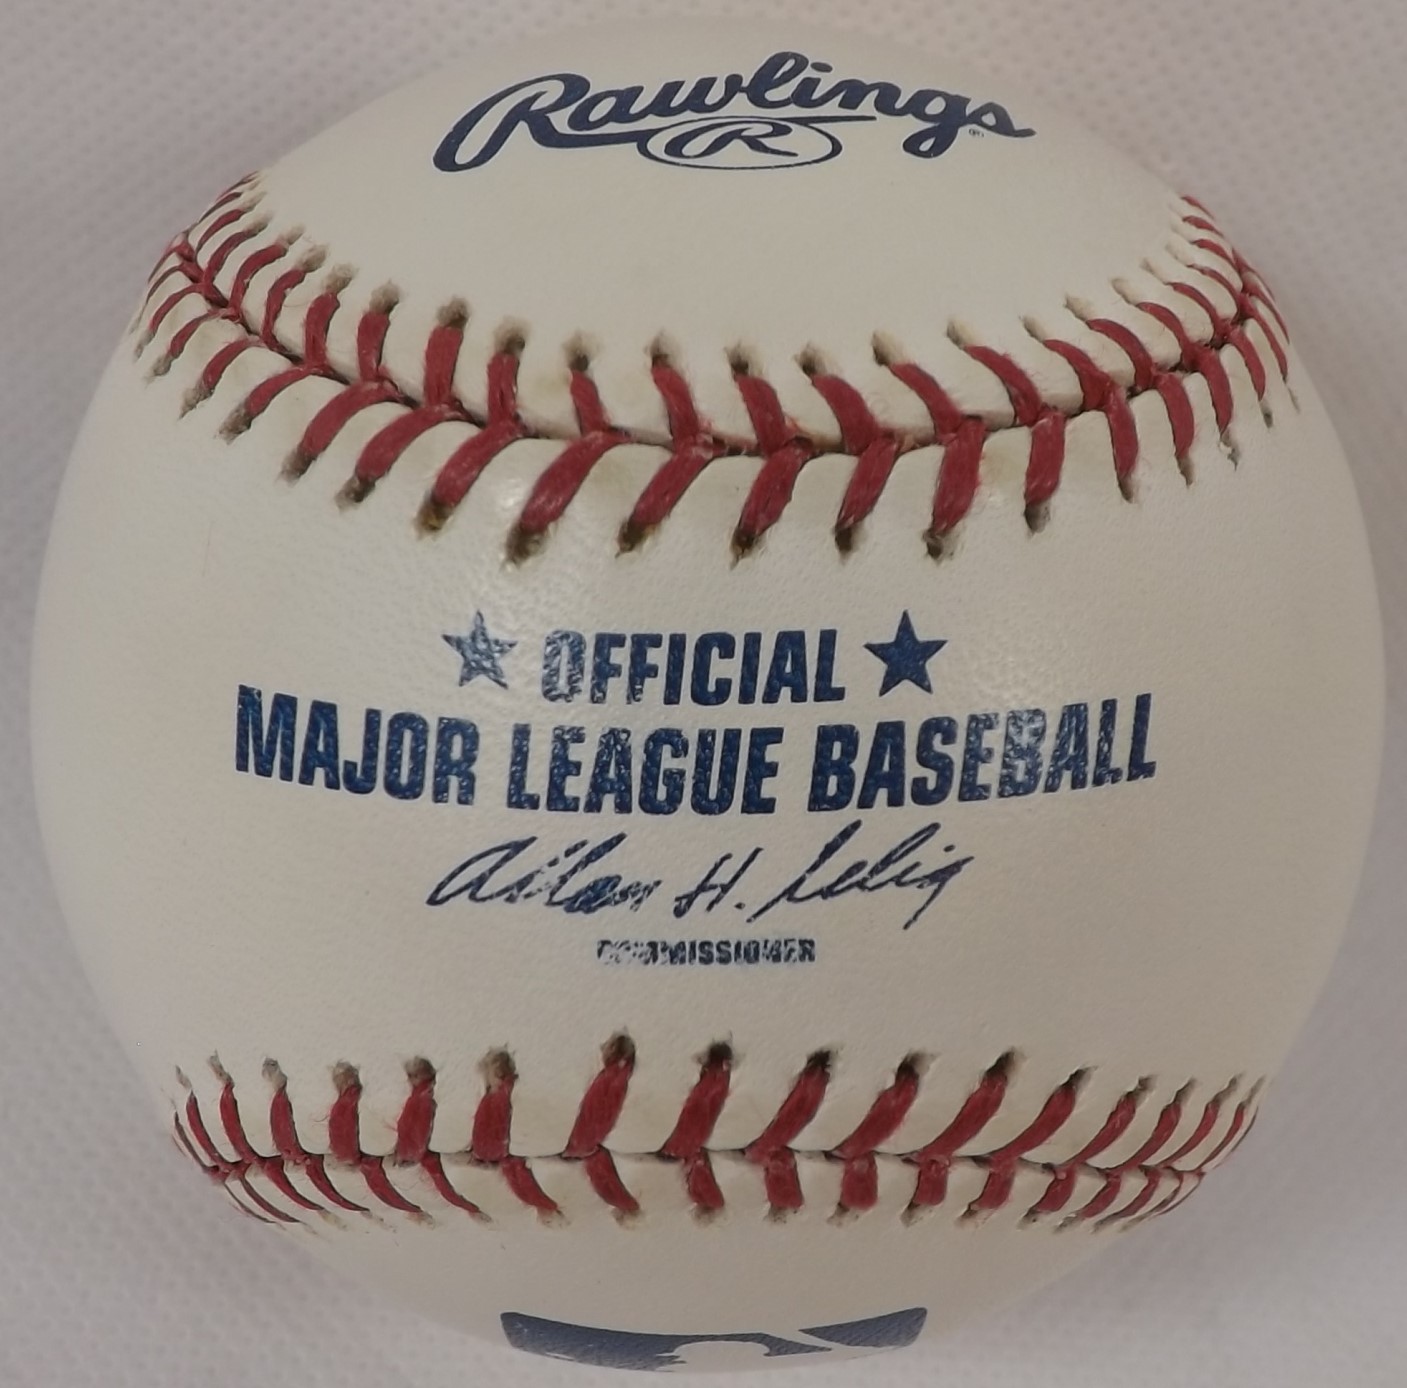 Rawlings ®
R
★ OFFICIAL ★
MAJOR LEAGUE BASEBALL
Allan H. Selig
COMMISSIONER